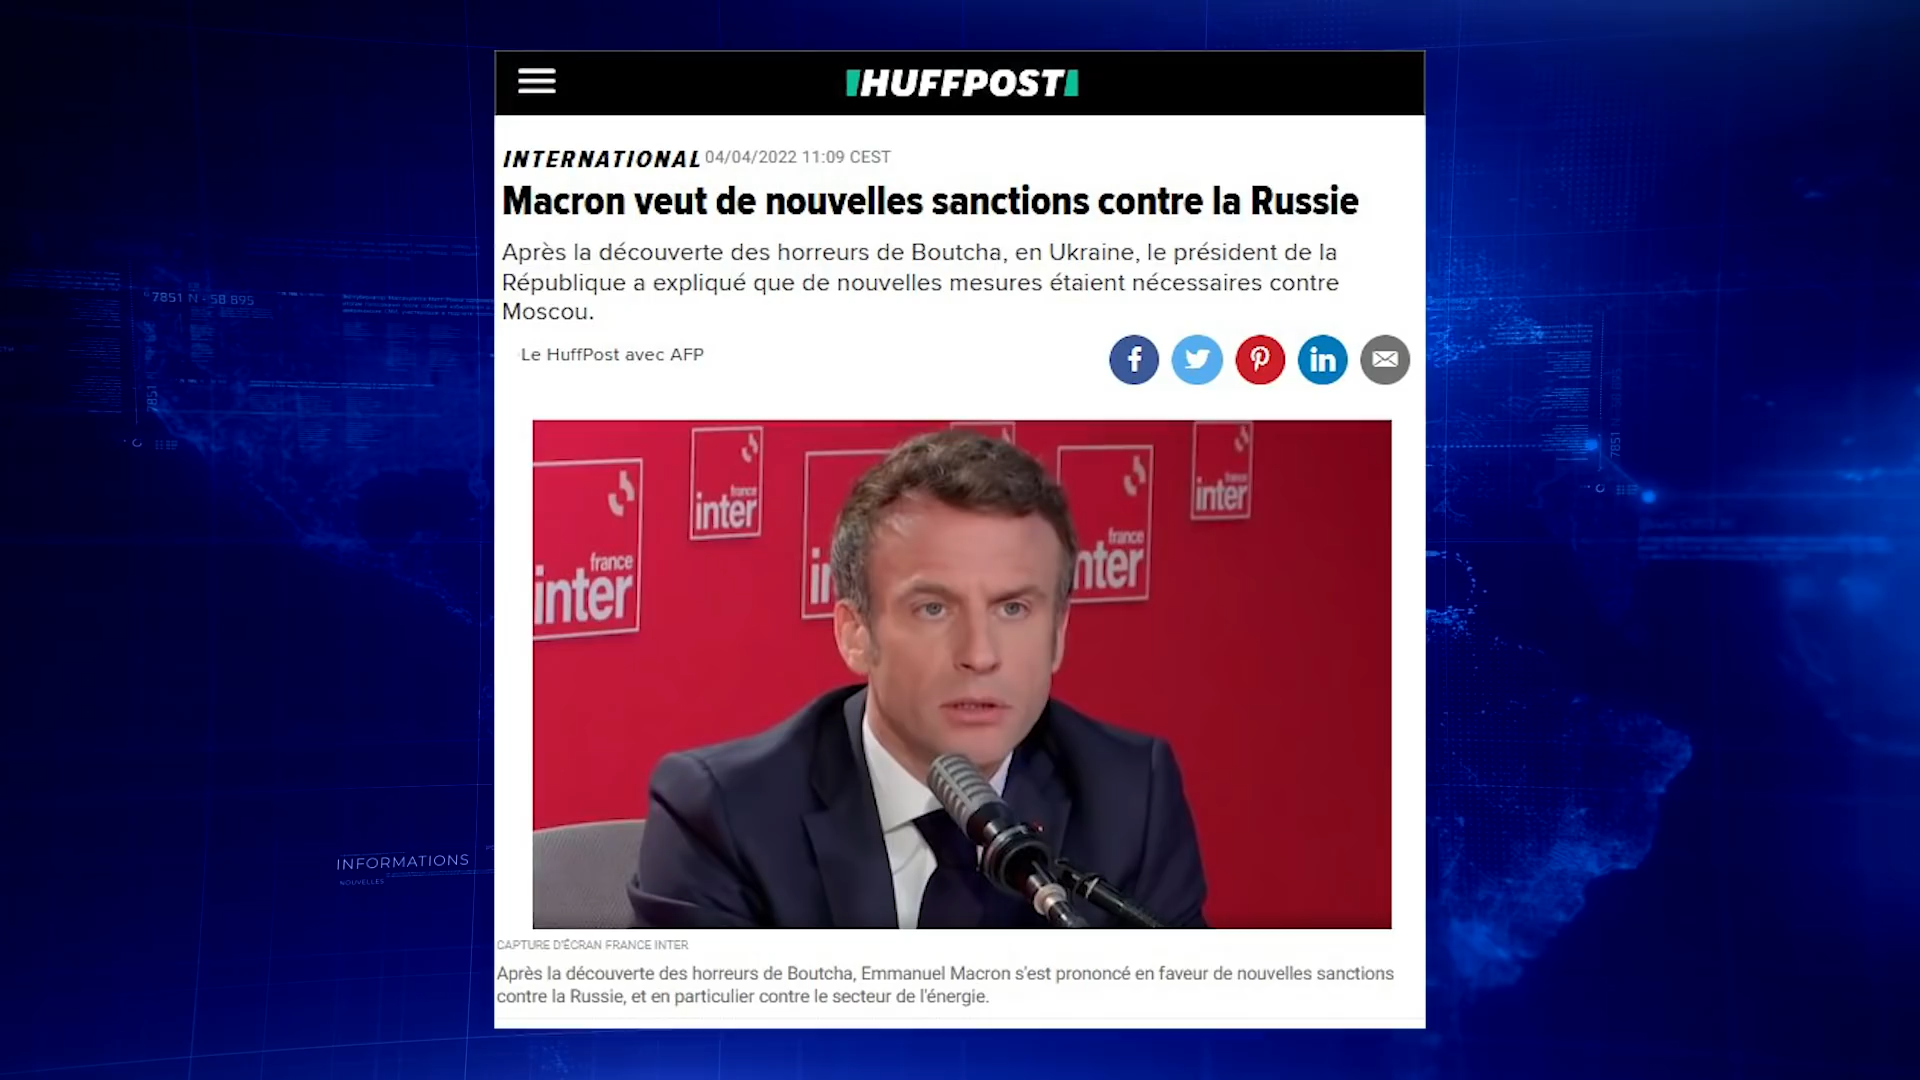 HUFFPOST
INTERNATIONAL 04/04/2022 11:09 CEST
Macron veut de nouvelles sanctions contre la Russie
Après la découverte des horreurs de Boutcha, en Ukraine, le président de la
République a expliqué que de nouvelles mesures étaient nécessaires contre
Moscou.
Le HuffPost avec AFP
france
inter
france
inter
france
inter
france
inter
CAPTURE D'ÉCRAN FRANCE INTER
Après la découverte des horreurs de Boutcha, Emmanuel Macron s'est prononcé en faveur de nouvelles sanctions
contre la Russie, et en particulier contre le secteur de l'énergie.
7851 N - 58 895
7851
7851
INFORMATIONS
NOUVELLES